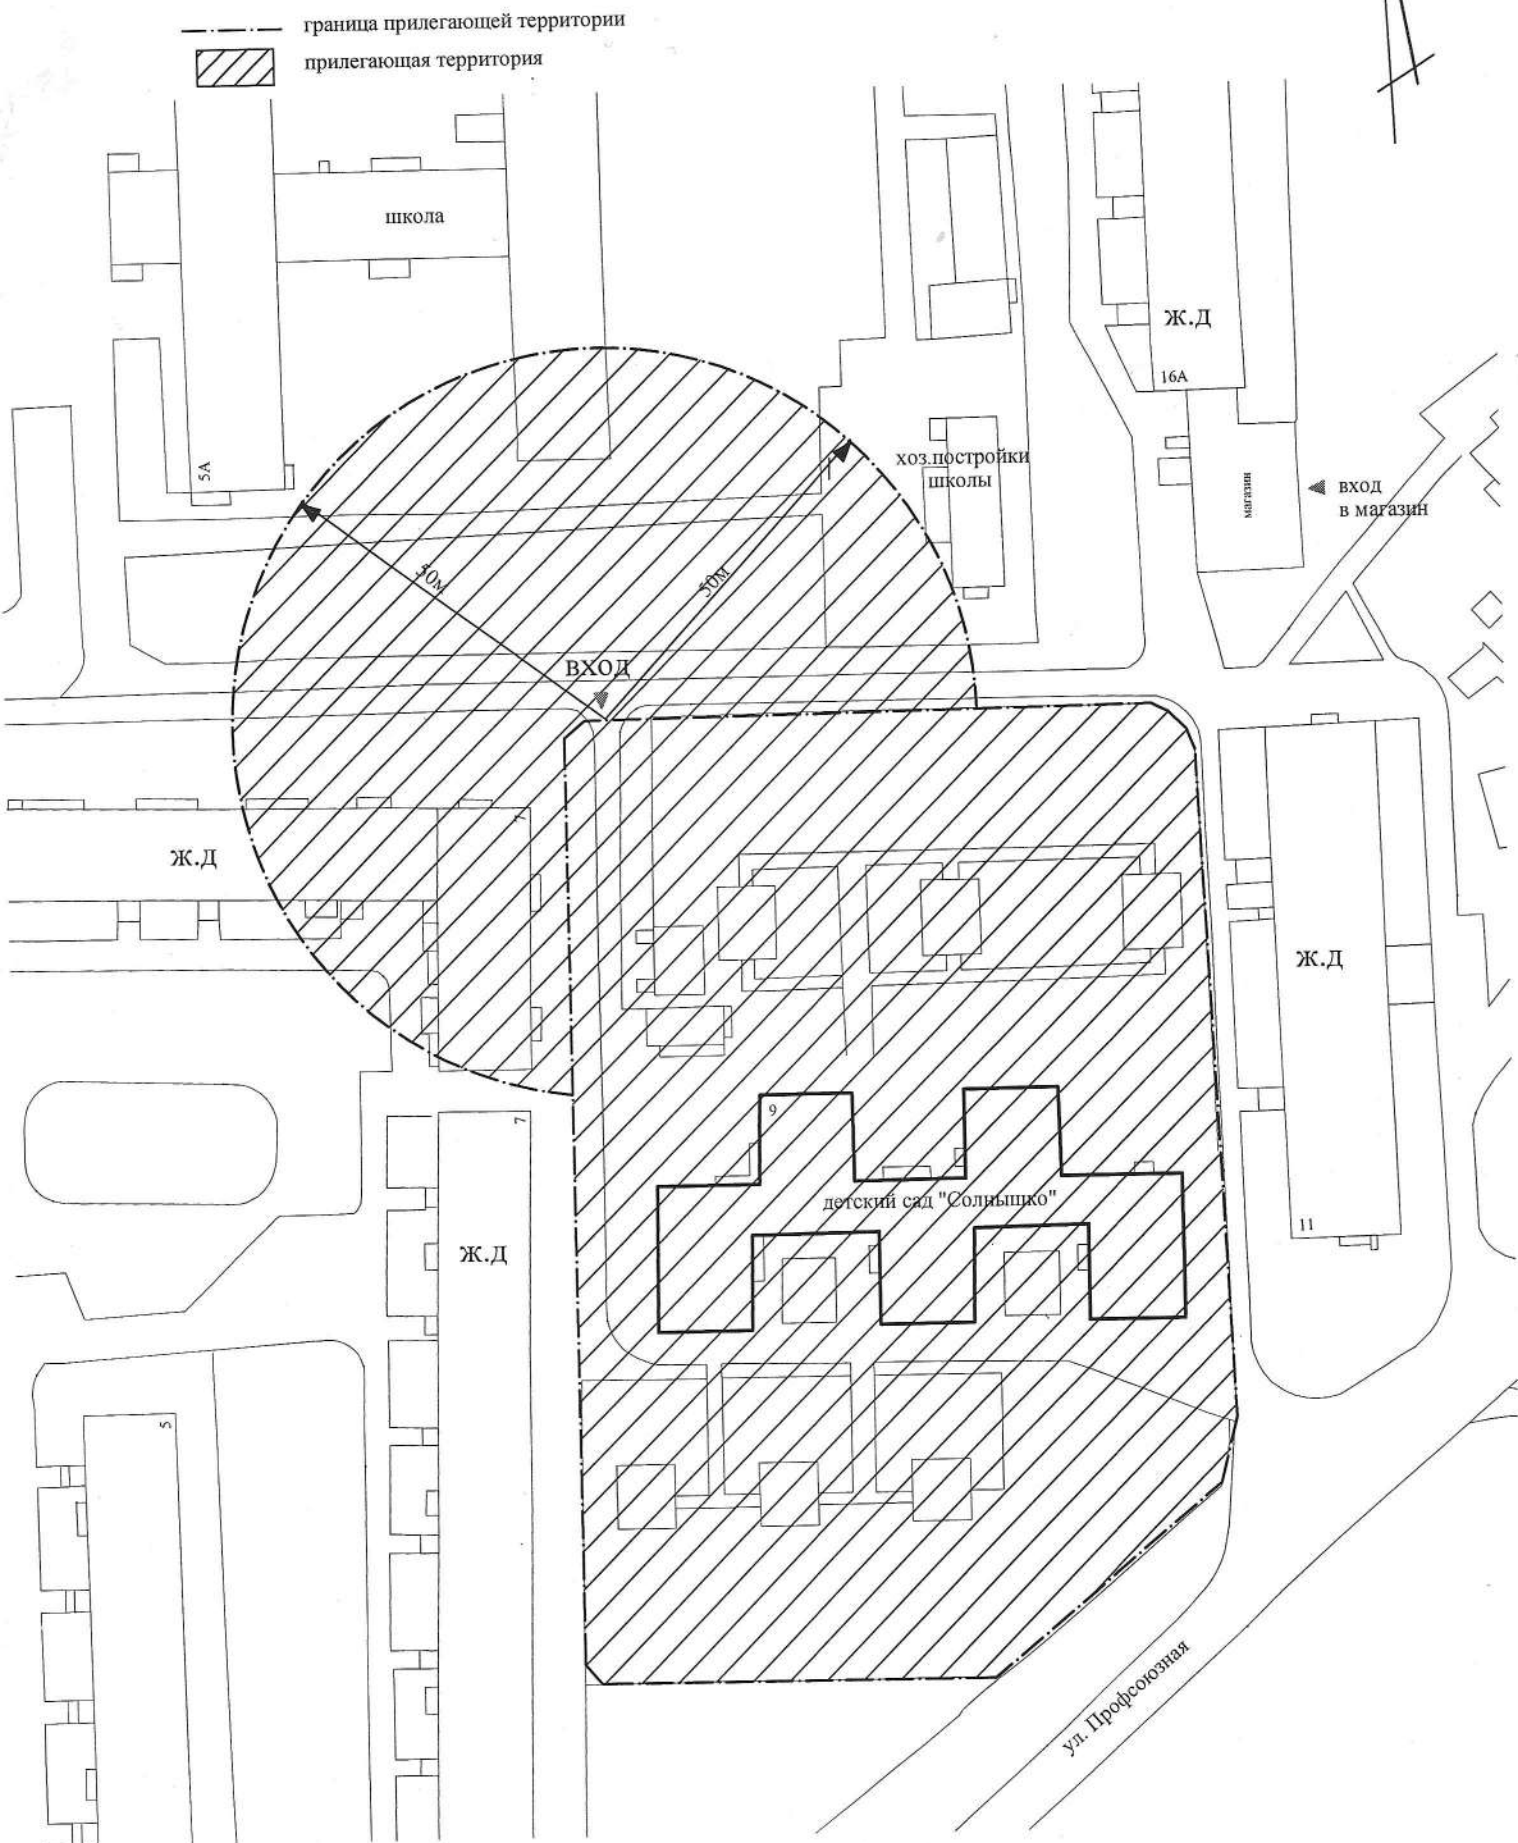 граница прилегающей территории
прилегающая территория
школа
ж.д
16А
5А
хоз.постройки
школы
магазин
вход
в магазин
50м
50м
ВХОД
7
ж.д
ж.д
9
7
детский сад "Солнышко"
11
ж.д
5
ул. Профсоюзная